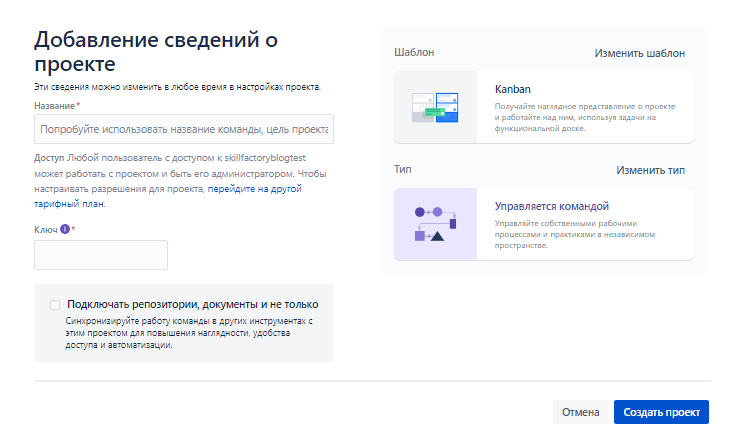 Добавление сведений о
проекте
Эти сведения можно изменить в любое время в настройках проекта.
Название *
Попробуйте использовать название команды, цель проекта
Доступ Любой пользователь с доступом к skillfactoryblogtest
может работать с проектом и быть его администратором. Чтобы
настраивать разрешения для проекта, перейдите на другой
тарифный план.
Ключ i *
Подключать репозитории, документы и не только
Синхронизируйте работу команды в других инструментах с
этим проектом для повышения наглядности, удобства
доступа и автоматизации.
Шаблон
Изменить шаблон
Kanban
Получайте наглядное представление о проекте
и работайте над ним, используя задачи на
функциональной доске.
Тип
Изменить тип
Управляется командой
Управляйте собственными рабочими
процессами и практиками в независимом
пространстве.
Отмена
Создать проект